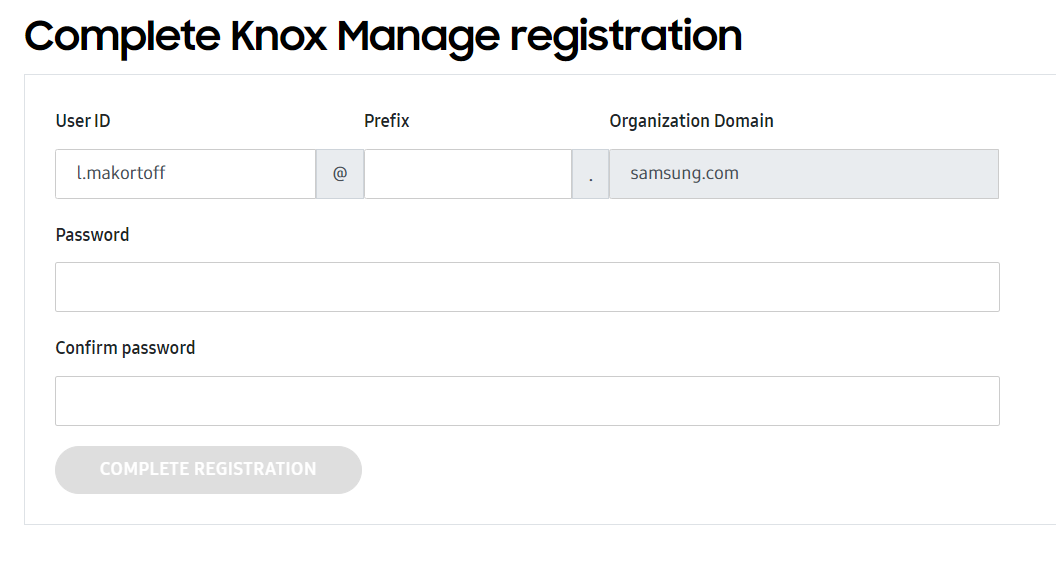 Complete Knox Manage registration
User ID Prefix Organization Domain
l.makortoff @ . samsung.com
Password
Confirm password
COMPLETE REGISTRATION